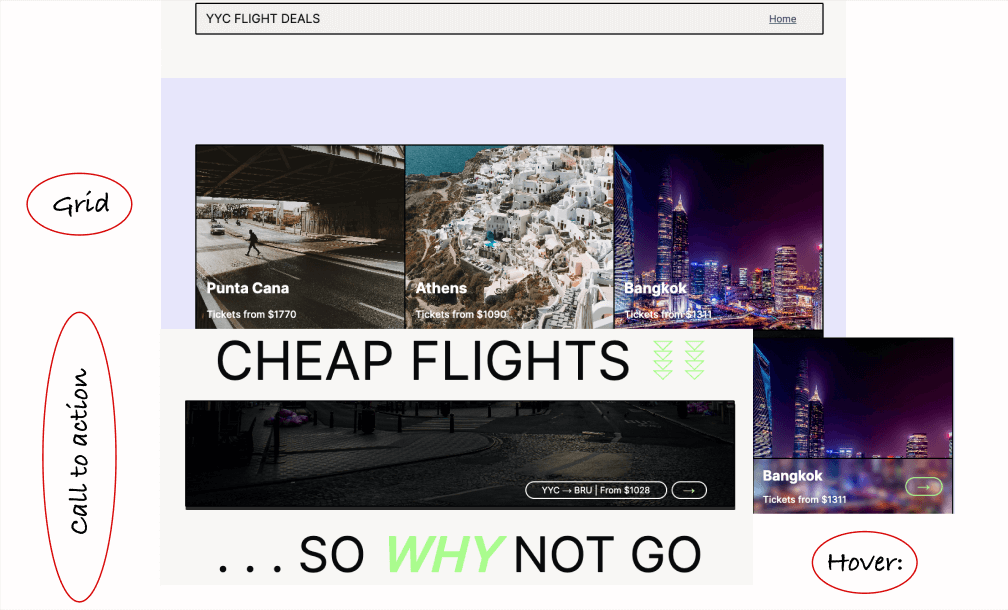 YYC FLIGHT DEALS
Home
Grid
Punta Cana
Athens
Bangkok
Tickets from $1770
Tickets from $1090
Tickets from $1311
CHEAP FLIGHTS
Call to action
YYC → BRU | From $1028
→
Bangkok
Tickets from $1311
→
. . . SO WHY NOT GO
Hover: